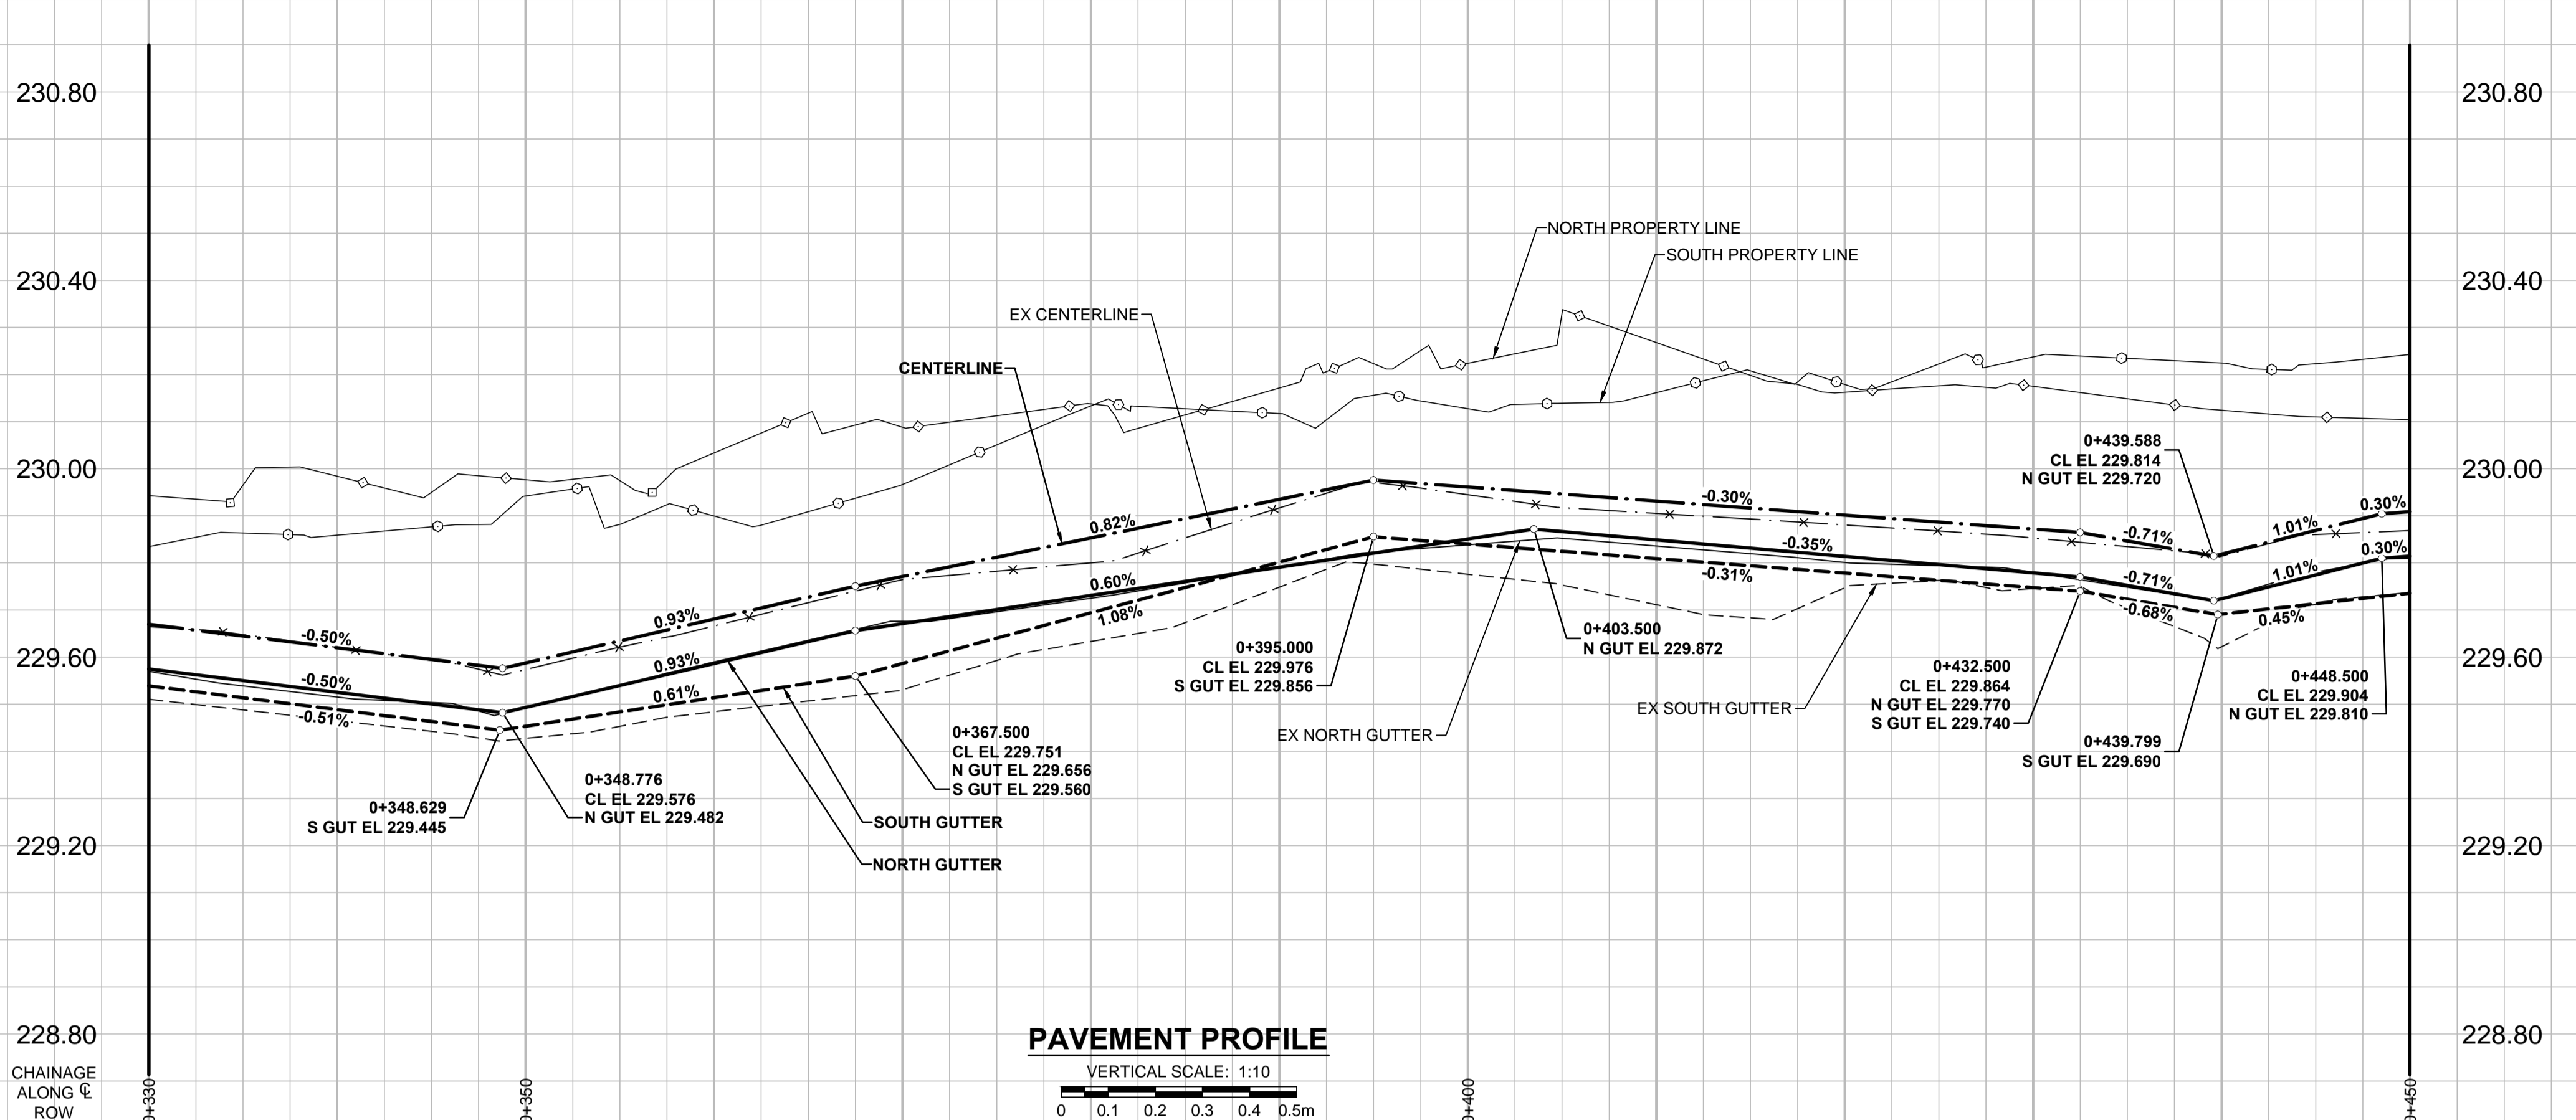 230.80
230.80
NORTH PROPERTY LINE
SOUTH PROPERTY LINE
230.40
230.40
EX CENTERLINE
CENTERLINE
0+439.588
CL EL 229.814
N GUT EL 229.720
230.00
230.00
0.82%
-0.30%
-0.71%
1.01%
0.30%
-0.50%
0.93%
0.60%
-0.35%
-0.71%
1.01%
0.30%
-0.50%
0.93%
1.08%
-0.31%
-0.68%
0.45%
-0.51%
0.61%
229.60
229.60
0+395.000
CL EL 229.976
S GUT EL 229.856
0+403.500
N GUT EL 229.872
EX NORTH GUTTER
EX SOUTH GUTTER
0+432.500
CL EL 229.864
N GUT EL 229.770
S GUT EL 229.740
0+448.500
CL EL 229.904
N GUT EL 229.810
0+439.799
S GUT EL 229.690
0+367.500
CL EL 229.751
N GUT EL 229.656
S GUT EL 229.560
0+348.776
CL EL 229.576
N GUT EL 229.482
0+348.629
S GUT EL 229.445
SOUTH GUTTER
NORTH GUTTER
229.20
229.20
228.80
228.80
PAVEMENT PROFILE
VERTICAL SCALE: 1:10
0 0.1 0.2 0.3 0.4 0.5m
CHAINAGE
ALONG ℄
ROW
0+330
0+350
0+400
0+450